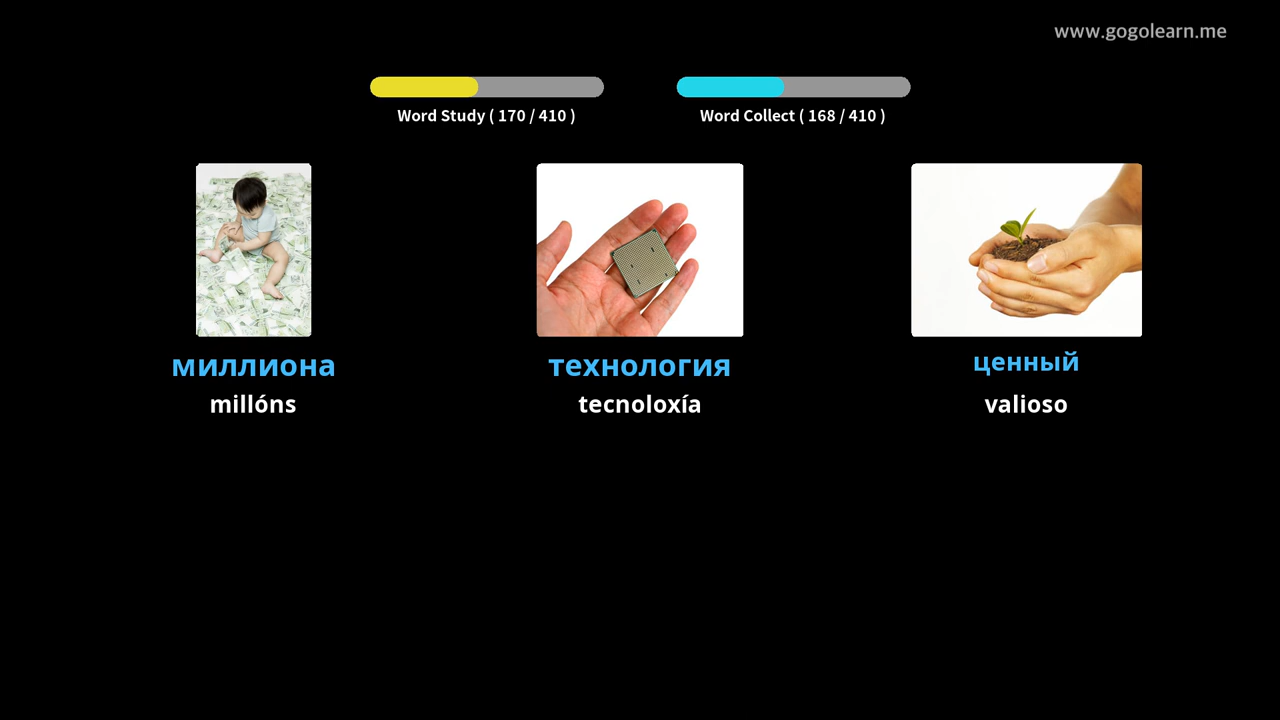 www.gogolearn.me
Word Study ( 170 / 410 )
Word Collect ( 168 / 410 )
миллиона
технология
ценный
millóns
tecnoloxía
valioso